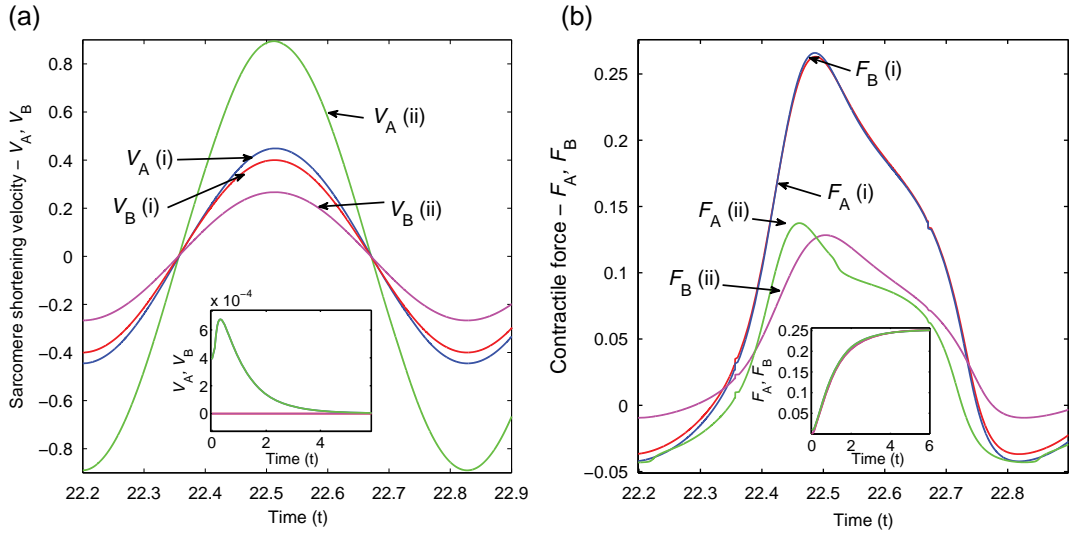 (a)
Sarcomere shortening velocity – V_A, V_B
0.8
0.6
0.4
0.2
0
−0.2
−0.4
−0.6
−0.8
22.2 22.3 22.4 22.5 22.6 22.7 22.8 22.9
Time (t)
V_A (ii)
V_A (i)
V_B (i)
V_B (ii)
x 10^−4
V_A, V_B
6
4
2
0
0 2 4
Time (t)
(b)
Contractile force – F_A, F_B
0.25
0.2
0.15
0.1
0.05
0
−0.05
22.2 22.3 22.4 22.5 22.6 22.7 22.8
Time (t)
F_B (i)
F_A (i)
F_A (ii)
F_B (ii)
F_A, F_B
0.25
0.20
0.15
0.10
0.05
0 2 4 6
Time (t)